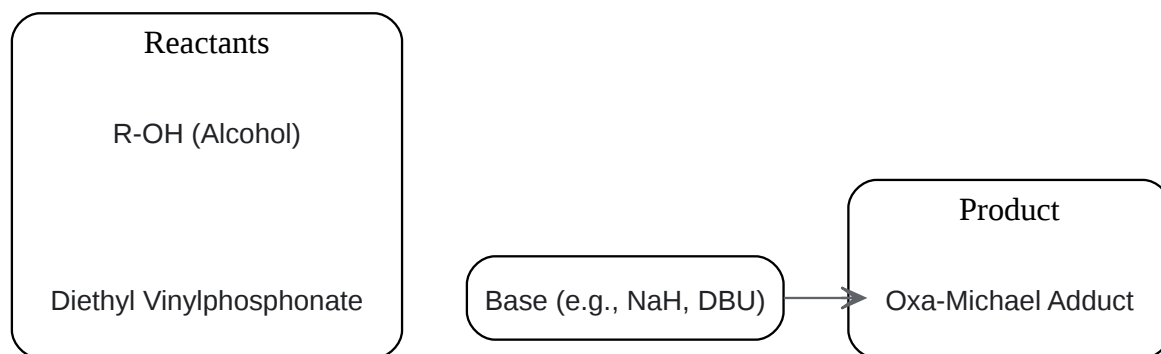 Reactants
R-OH (Alcohol)
Diethyl Vinylphosphonate
Base (e.g., NaH, DBU)
Product
Oxa-Michael Adduct